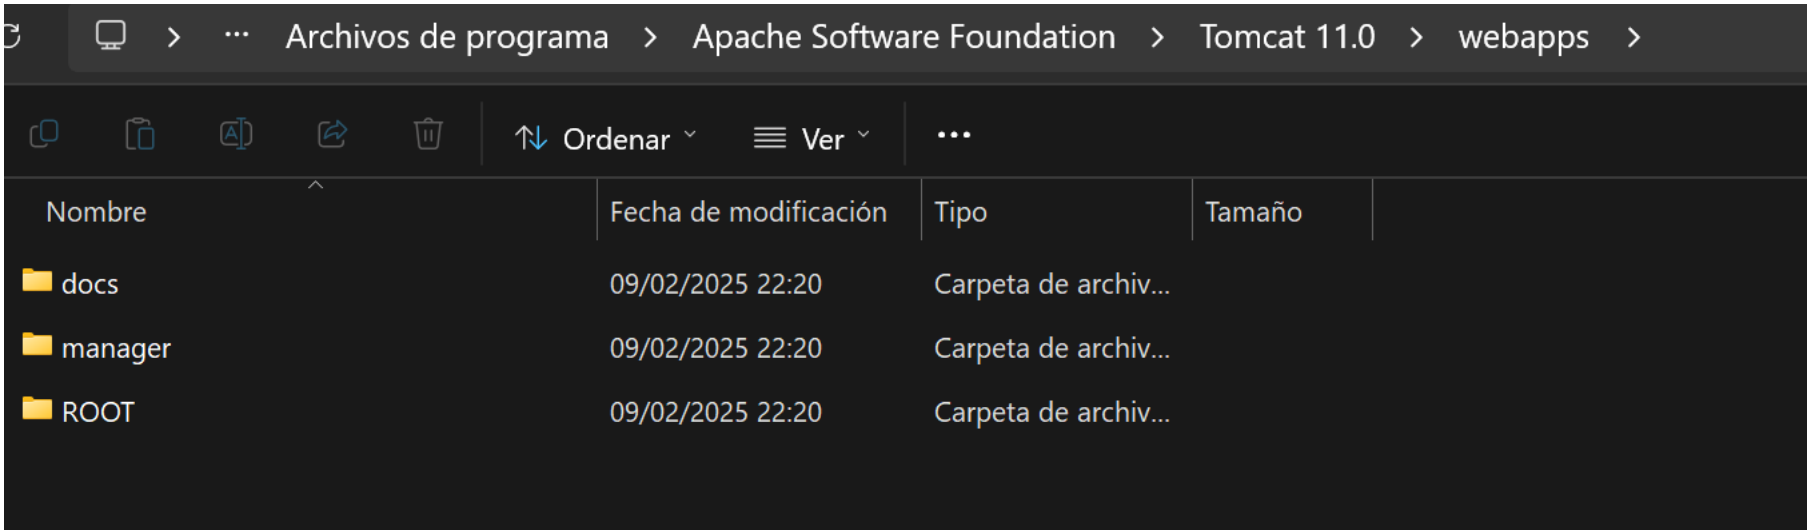 Archivos de programa > Apache Software Foundation > Tomcat 11.0 > webapps >
Ordenar Ver
Nombre Fecha de modificación Tipo Tamaño
docs 09/02/2025 22:20 Carpeta de archiv...
manager 09/02/2025 22:20 Carpeta de archiv...
ROOT 09/02/2025 22:20 Carpeta de archiv...